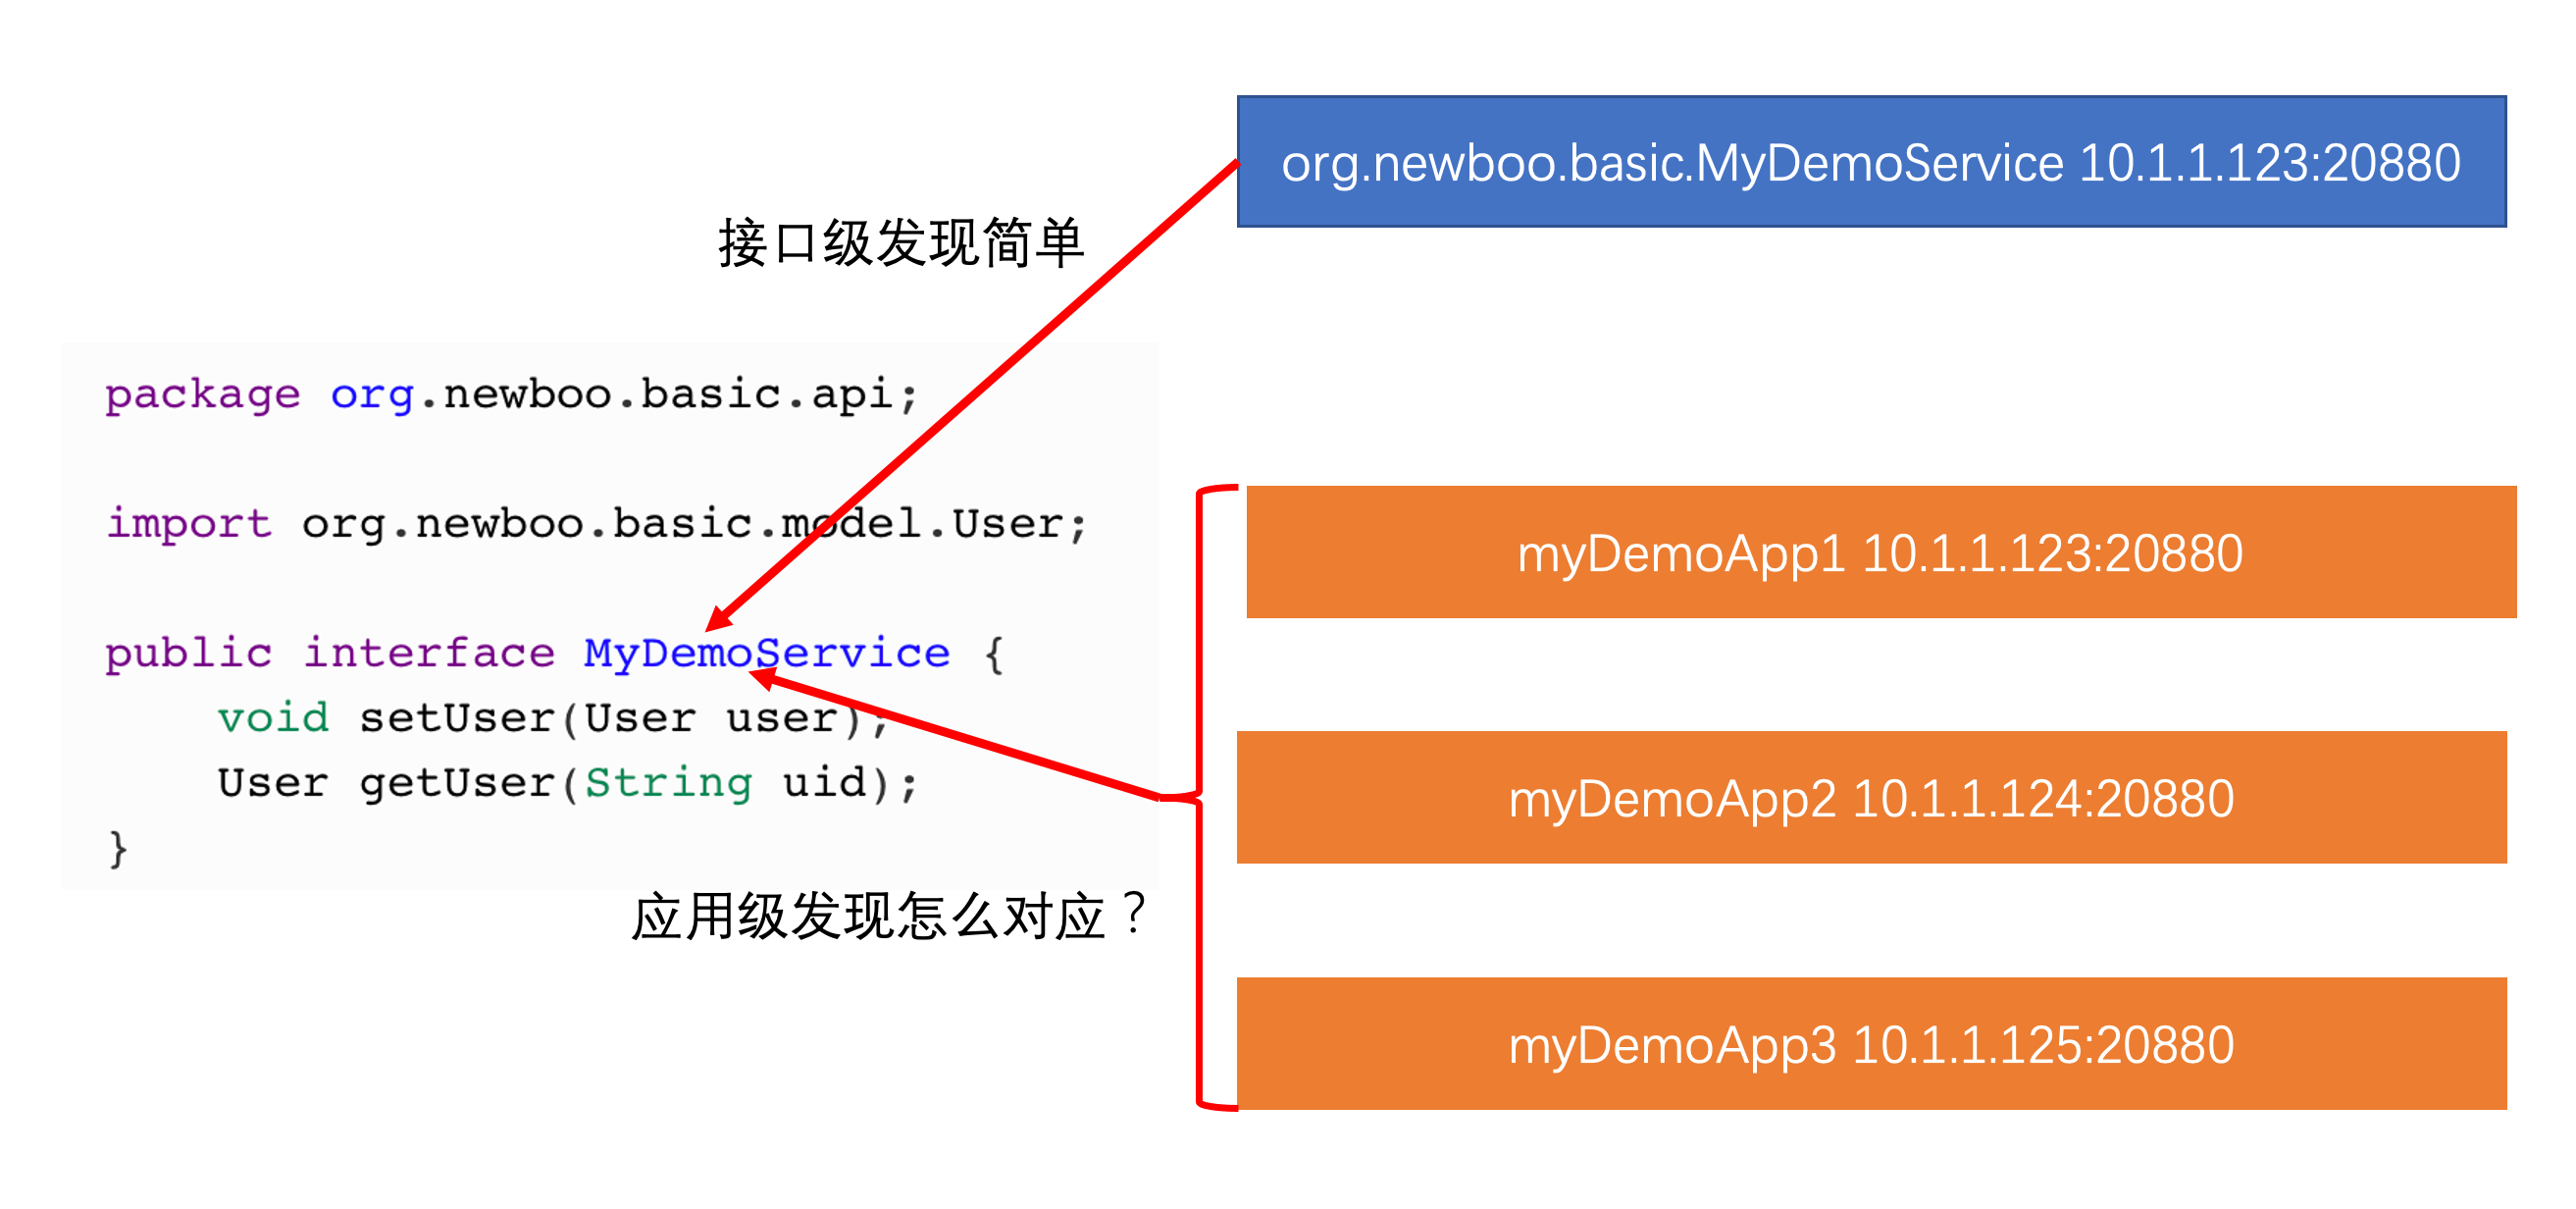 org.newboo.basic.MyDemoService 10.1.1.123:20880
接口级发现简单
package org.newboo.basic.api;
import org.newboo.basic.model.User;
public interface MyDemoService {
    void setUser(User user);
    User getUser(String uid);
}
应用级发现怎么对应？
myDemoApp1 10.1.1.123:20880
myDemoApp2 10.1.1.124:20880
myDemoApp3 10.1.1.125:20880